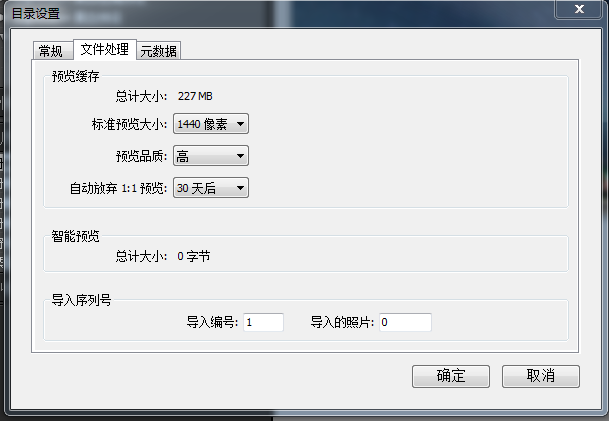 目录设置
常规 文件处理 元数据
预览缓存
总计大小: 227 MB
标准预览大小: 1440 像素
预览品质: 高
自动放弃 1:1 预览: 30 天后
智能预览
总计大小: 0 字节
导入序列号
导入编号: 1 导入的照片: 0
确定 取消